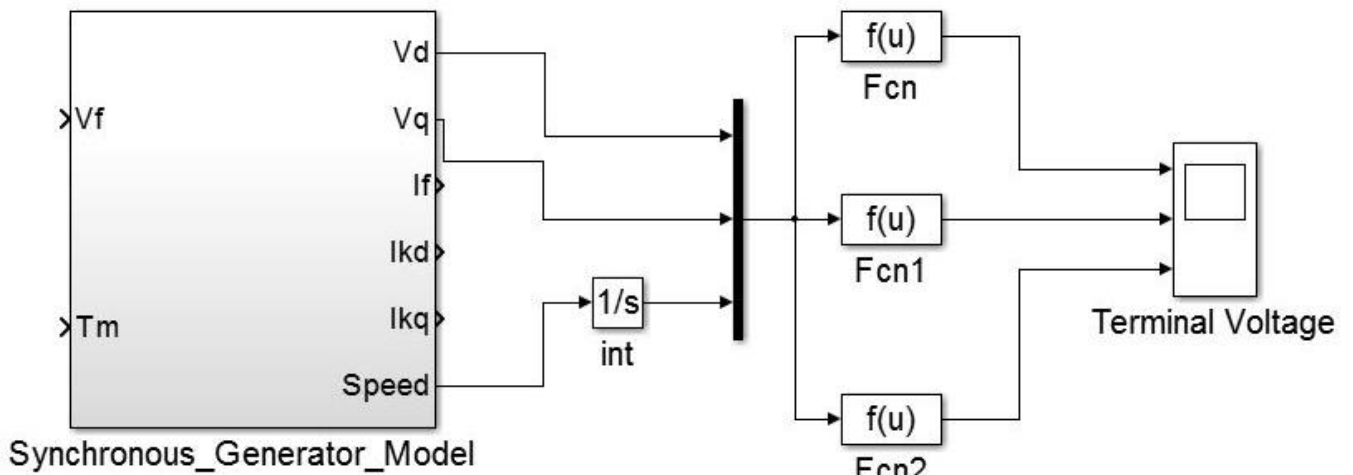 Vf
Tm
Vd
Vq
If
Ikd
Ikq
Speed
Synchronous_Generator_Model
1/s
int
f(u)
Fcn
f(u)
Fcn1
f(u)
Fcn2
Terminal Voltage